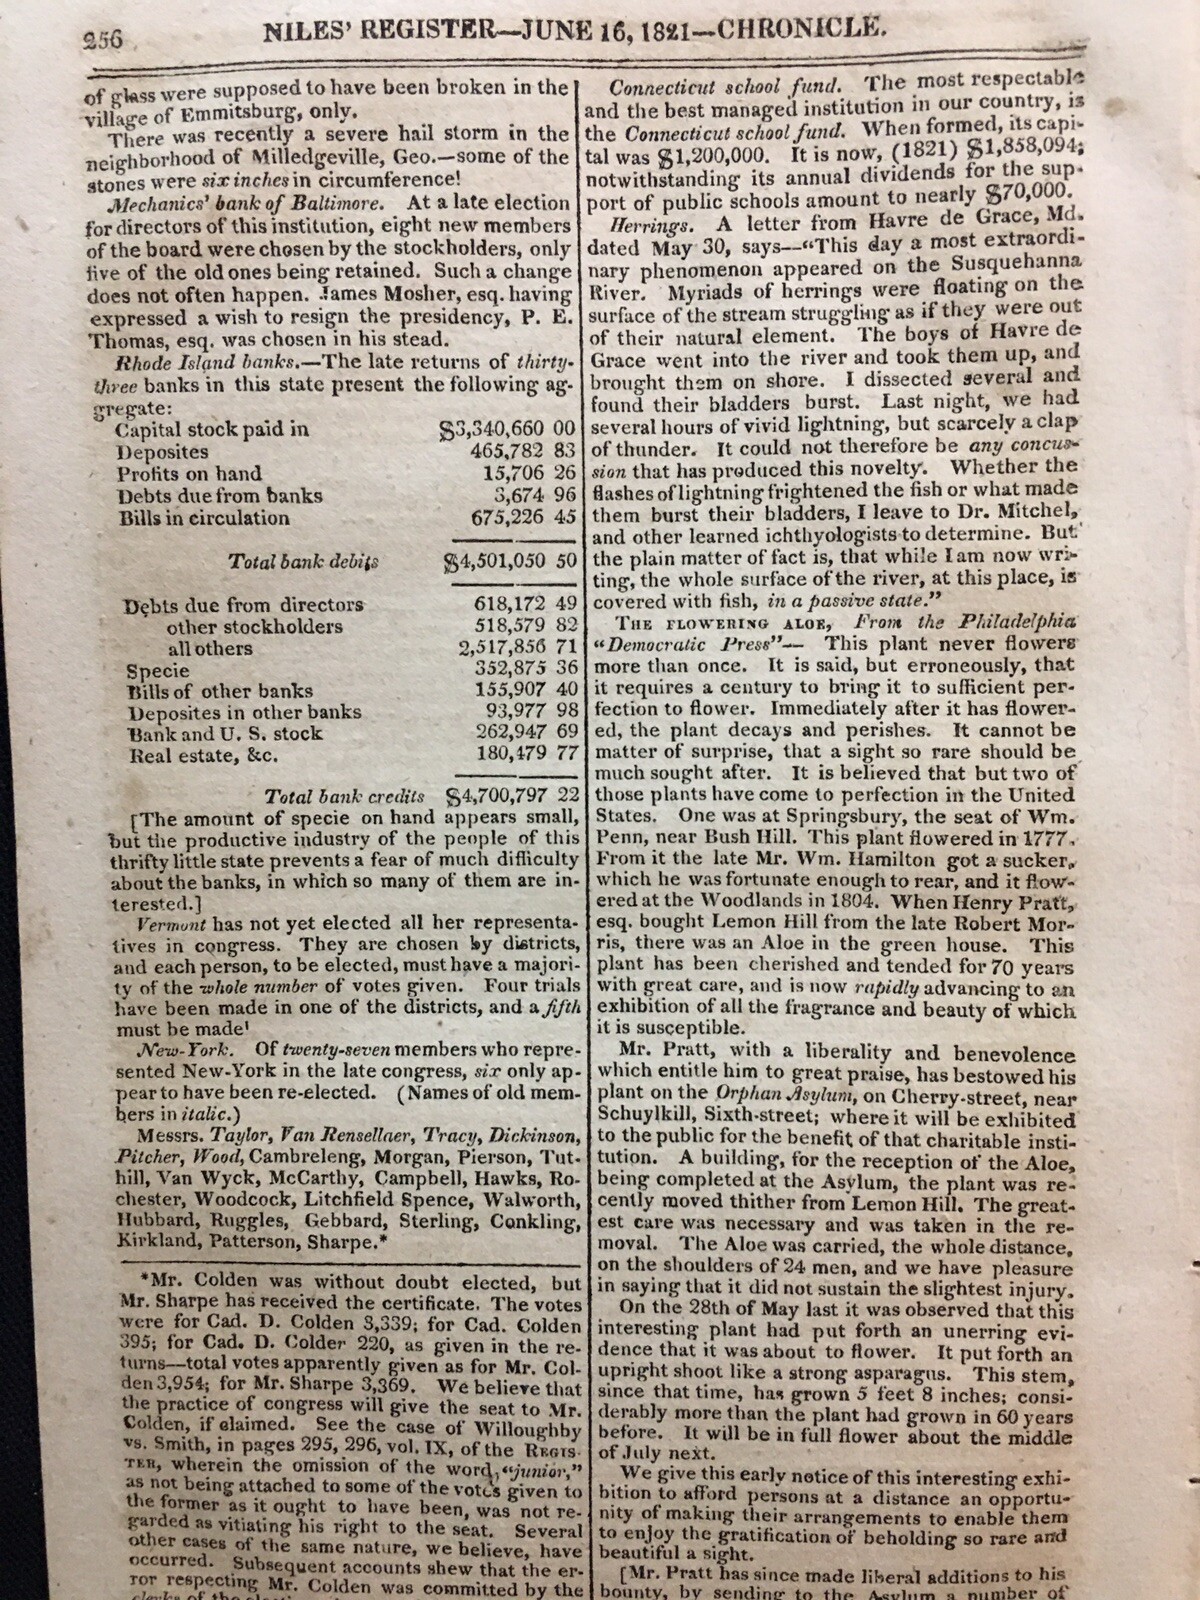 256
NILES' REGISTER—JUNE 16, 1821—CHRONICLE.
of glass were supposed to have been broken in the
village of Emmitsburg, only.
There was recently a severe hail storm in the
neighborhood of Milledgeville, Geo.—some of the
stones were six inches in circumference!
Mechanics' bank of Baltimore. At a late election
for directors of this institution, eight new members
of the board were chosen by the stockholders, only
five of the old ones being retained. Such a change
does not often happen. James Mosher, esq. having
expressed a wish to resign the presidency, P. E.
Thomas, esq. was chosen in his stead.
Rhode Island banks.—The late returns of thirty-
three banks in this state present the following ag-
gregate:
Capital stock paid in $3,340,660 00
Deposites 465,782 83
Profits on hand 15,706 26
Debts due from banks 3,674 96
Bills in circulation 675,226 45
Total bank debits $4,501,050 50
Debts due from directors 618,172 49
other stockholders 518,579 82
all others 2,517,856 71
Specie 352,875 36
Bills of other banks 155,907 40
Deposites in other banks 93,977 98
Bank and U. S. stock 262,947 69
Real estate, &c. 180,479 77
Total bank credits $4,700,797 22
[The amount of specie on hand appears small,
but the productive industry of the people of this
thrifty little state prevents a fear of much difficulty
about the banks, in which so many of them are in-
terested.]
Vermont has not yet elected all her representa-
tives in congress. They are chosen by districts,
and each person, to be elected, must have a majori-
ty of the whole number of votes given. Four trials
have been made in one of the districts, and a fifth
must be made!
New-York. Of twenty-seven members who repre-
sented New-York in the late congress, six only ap-
pear to have been re-elected. (Names of old mem-
bers in italic.)
Messrs. Taylor, Van Rensellaer, Tracy, Dickinson,
Pitcher, Wood, Cambreleng, Morgan, Pierson, Tut-
hill, Van Wyck, McCarthy, Campbell, Hawks, Ro-
chester, Woodcock, Litchfield Spence, Walworth,
Hubbard, Ruggles, Gebbard, Sterling, Conkling,
Kirkland, Patterson, Sharpe.*
*Mr. Colden was without doubt elected, but
Mr. Sharpe has received the certificate. The votes
were for Cad. D. Colden 3,339; for Cad. Colden
395; for Cad. D. Colder 220, as given in the re-
turns—total votes apparently given as for Mr. Col-
den 3,954; for Mr. Sharpe 3,369. We believe that
the practice of congress will give the seat to Mr.
Colden, if claimed. See the case of Willoughby
vs. Smith, in pages 295, 296, vol. IX, of the REGIS-
TER, wherein the omission of the word, "junior,"
as not being attached to some of the votes given to
the former as it ought to have been, was not re-
garded as vitiating his right to the seat. Several
other cases of the same nature, we believe, have
occurred. Subsequent accounts shew that the er-
ror respecting Mr. Colden was committed by the
Connecticut school fund. The most respectable
and the best managed institution in our country, is
the Connecticut school fund. When formed, its capi-
tal was $1,200,000. It is now, (1821) $1,858,094;
notwithstanding its annual dividends for the sup-
port of public schools amount to nearly $70,000.
Herrings. A letter from Havre de Grace, Md.
dated May 30, says—"This day a most extraordi-
nary phenomenon appeared on the Susquehanna
River. Myriads of herrings were floating on the
surface of the stream struggling as if they were out
of their natural element. The boys of Havre de
Grace went into the river and took them up, and
brought them on shore. I dissected several and
found their bladders burst. Last night, we had
several hours of vivid lightning, but scarcely a clap
of thunder. It could not therefore be any concus-
sion that has produced this novelty. Whether the
flashes of lightning frightened the fish or what made
them burst their bladders, I leave to Dr. Mitchel,
and other learned ichthyologists to determine. But
the plain matter of fact is, that while I am now wri-
ting, the whole surface of the river, at this place, is
covered with fish, in a passive state."
THE FLOWERING ALOE, From the Philadelphia
"Democratic Press"— This plant never flowers
more than once. It is said, but erroneously, that
it requires a century to bring it to sufficient per-
fection to flower. Immediately after it has flower-
ed, the plant decays and perishes. It cannot be
matter of surprise, that a sight so rare should be
much sought after. It is believed that but two of
those plants have come to perfection in the United
States. One was at Springsbury, the seat of Wm.
Penn, near Bush Hill. This plant flowered in 1777.
From it the late Mr. Wm. Hamilton got a sucker,
which he was fortunate enough to rear, and it flow-
ered at the Woodlands in 1804. When Henry Pratt,
esq. bought Lemon Hill from the late Robert Mor-
ris, there was an Aloe in the green house. This
plant has been cherished and tended for 70 years
with great care, and is now rapidly advancing to an
exhibition of all the fragrance and beauty of which
it is susceptible.
Mr. Pratt, with a liberality and benevolence
which entitle him to great praise, has bestowed his
plant on the Orphan Asylum, on Cherry-street, near
Schuylkill, Sixth-street; where it will be exhibited
to the public for the benefit of that charitable insti-
tution. A building, for the reception of the Aloe,
being completed at the Asylum, the plant was re-
cently moved thither from Lemon Hill. The great-
est care was necessary and was taken in the re-
moval. The Aloe was carried, the whole distance,
on the shoulders of 24 men, and we have pleasure
in saying that it did not sustain the slightest injury.
On the 28th of May last it was observed that this
interesting plant had put forth an unerring evi-
dence that it was about to flower. It put forth an
upright shoot like a strong asparagus. This stem,
since that time, has grown 5 feet 8 inches; consi-
derably more than the plant had grown in 60 years
before. It will be in full flower about the middle
of July next.
We give this early notice of this interesting exhi-
bition to afford persons at a distance an opportu-
nity of making their arrangements to enable them
to enjoy the gratification of beholding so rare and
beautiful a sight.
[Mr. Pratt has since made liberal additions to his
bounty, by sending to the Asylum a number of